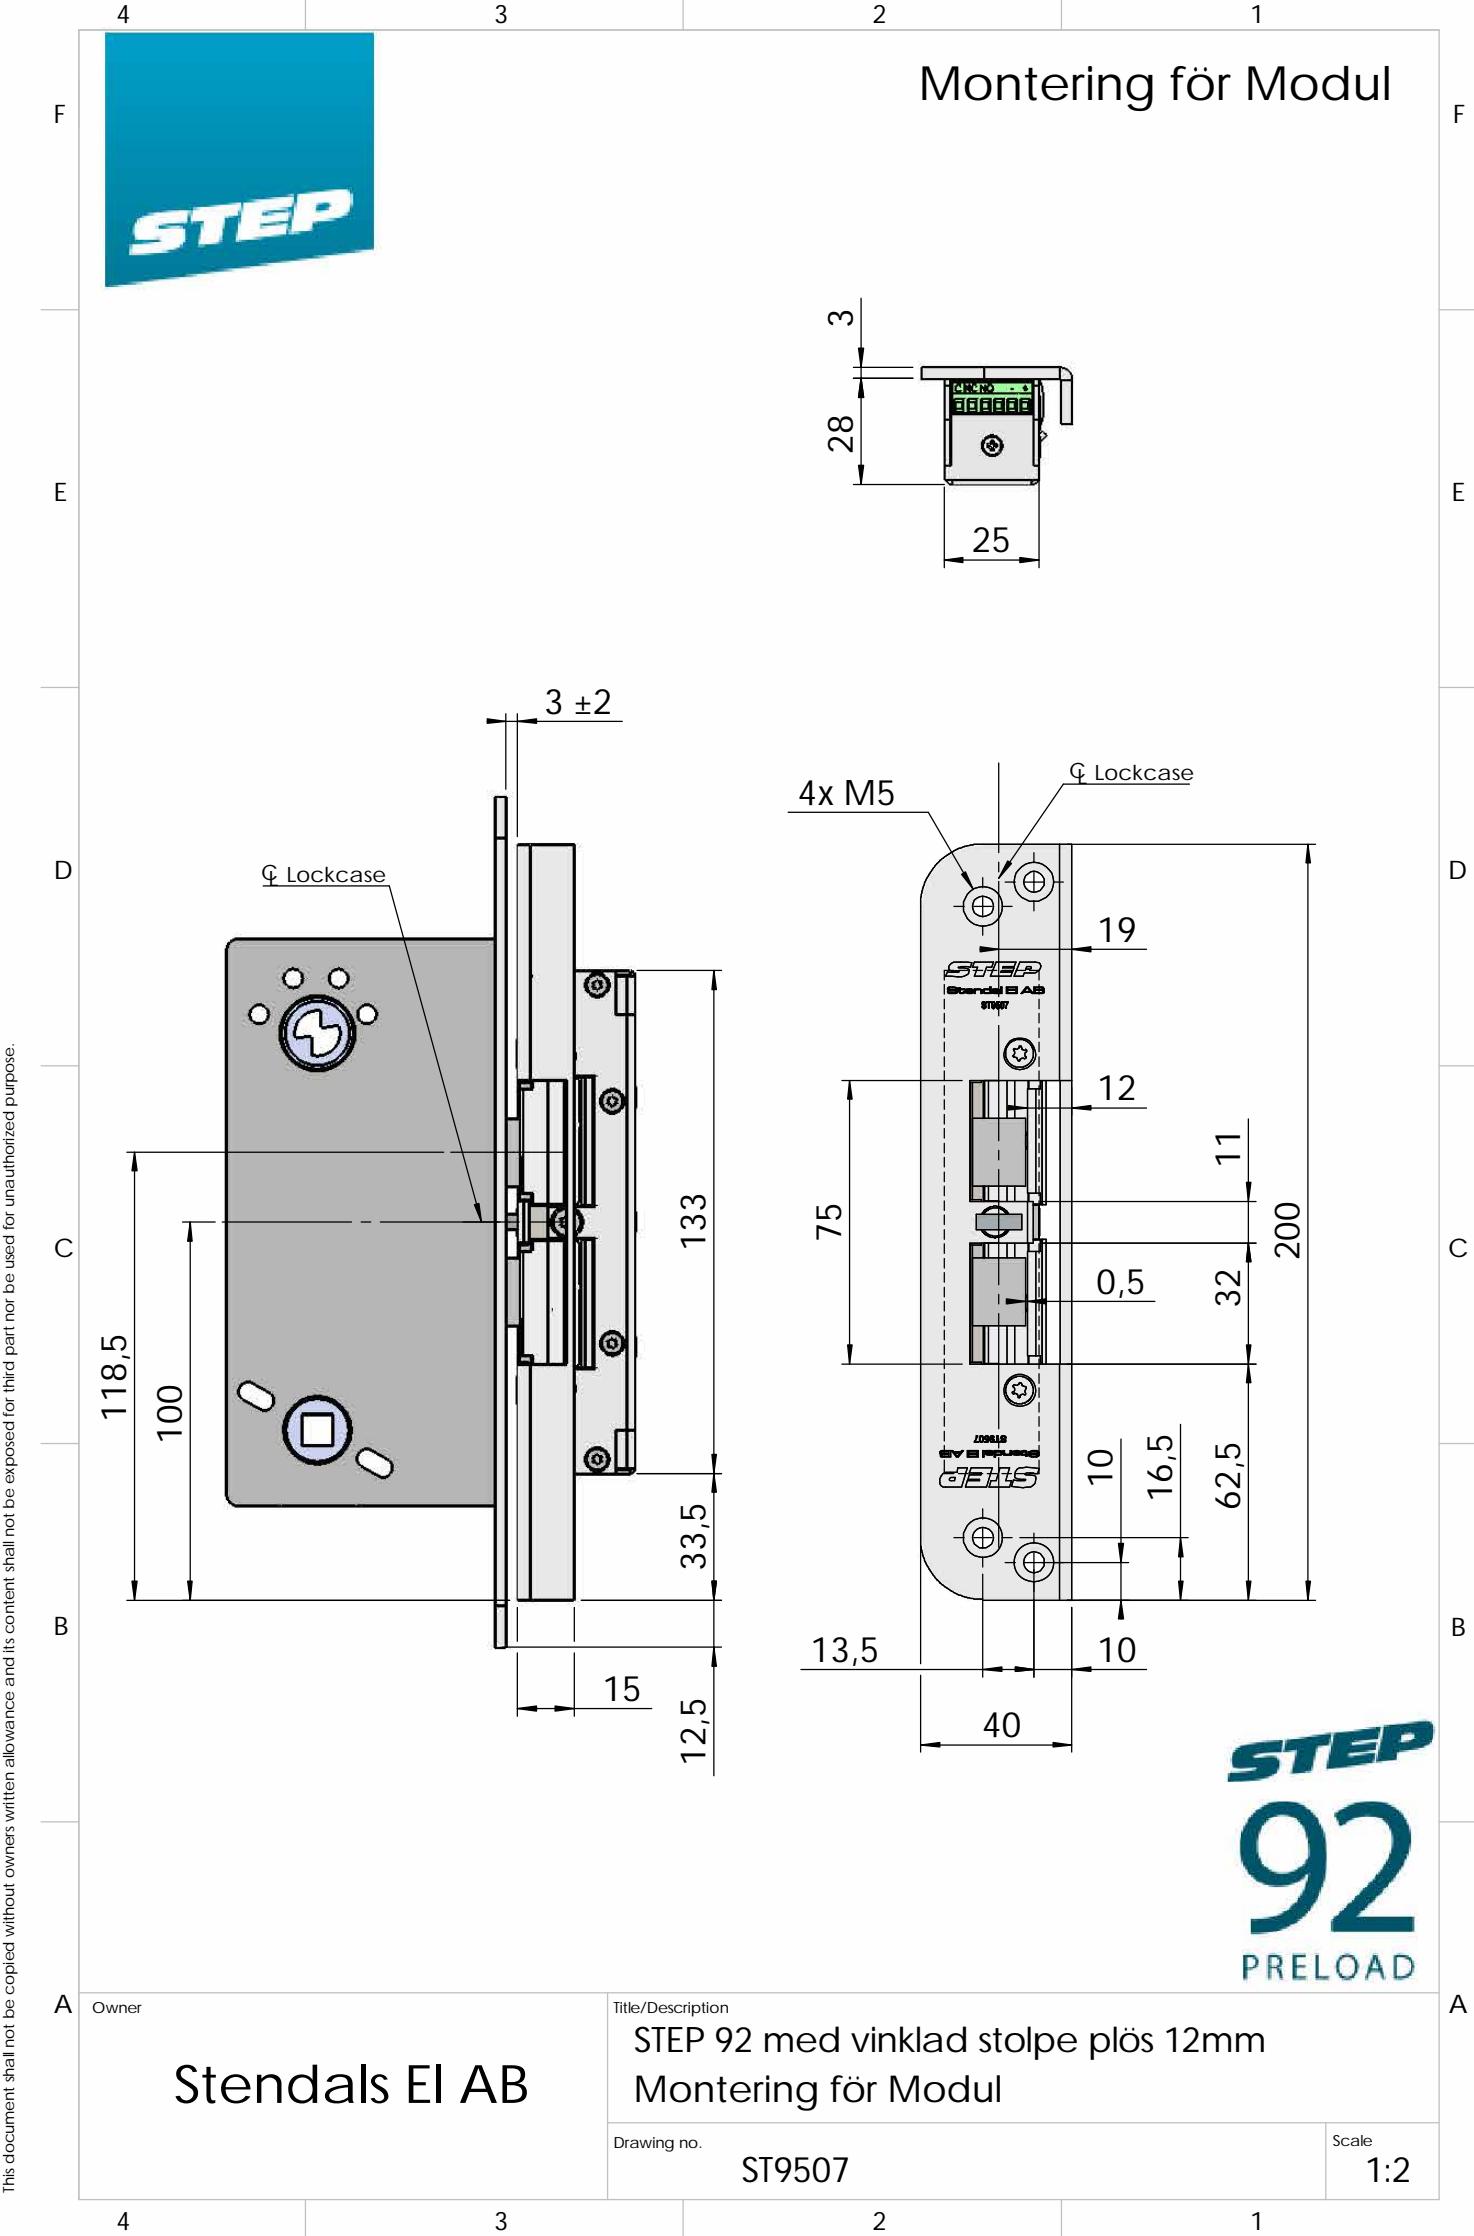 4 3 2 1
F F
Montering för Modul
STEP
3
C NC NO - +
28
25
E E
3 ±2
℄ Lockcase
4x M5
℄ Lockcase
D D
19
STEP
Stendal El AB
ST9507
12
11
75
133
200
C C
32
0,5
118,5
100
ST9507
Stendal El AB
STEP
10
16,5
62,5
33,5
B B
13,5
10
15
12,5
40
STEP
92
PRELOAD
A A
Owner
Stendals El AB
Title/Description
STEP 92 med vinklad stolpe plös 12mm
Montering för Modul
Drawing no.
ST9507
Scale
1:2
4 3 2 1
This document shall not be copied without owners written allowance and its content shall not be exposed for third part nor be used for unauthorized purpose.